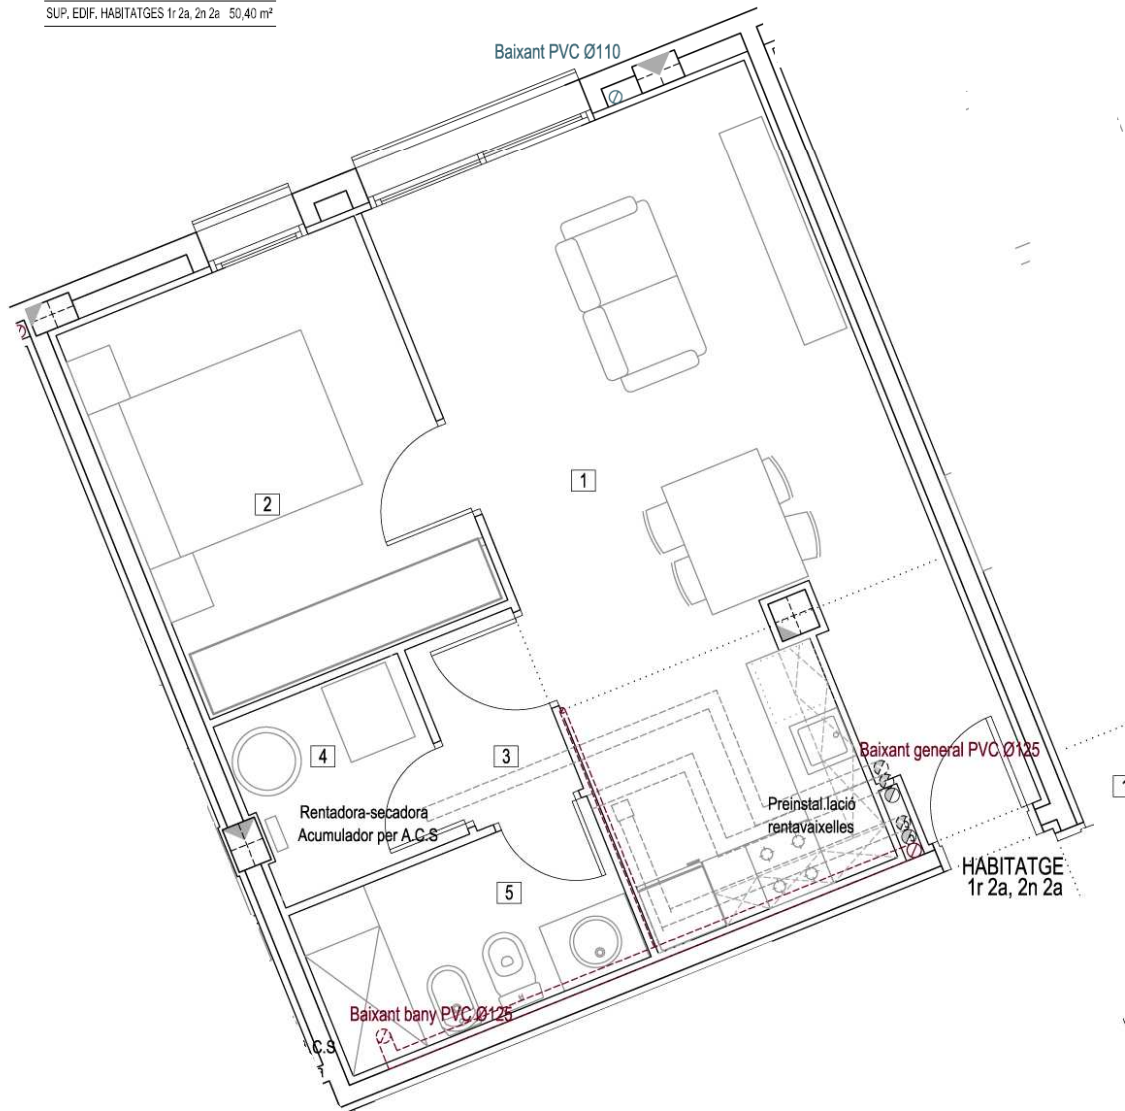 SUP. EDIF. HABITATGES 1r 2a, 2n 2a 50,40 m²
Baixant PVC Ø110
2
1
4
3
Baixant general PVC Ø125
Rentadora-secadora
Acumulador per A.C.S
Preinstal.lació
rentavaixelles
HABITATGE
1r 2a, 2n 2a
5
Baixant bany PVC Ø125
C.S